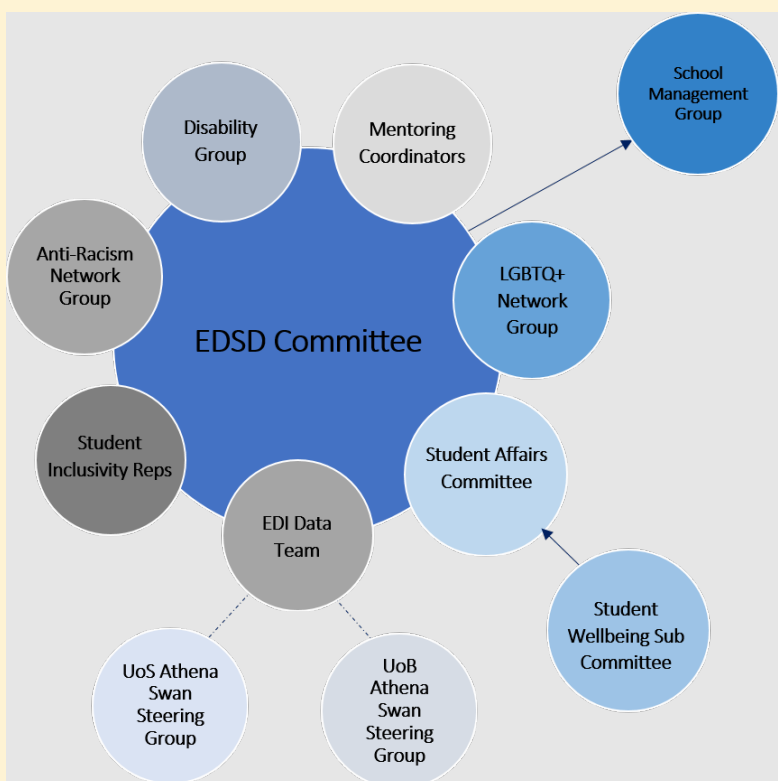 School
Management
Group
Disability
Group
Mentoring
Coordinators
Anti-Racism
Network
Group
LGBTQ+
Network
Group
EDSD Committee
Student
Inclusivity Reps
Student Affairs
Committee
EDI Data
Team
Student
Wellbeing Sub
Committee
UoS Athena
Swan
Steering
Group
UoB
Athena
Swan
Steering
Group